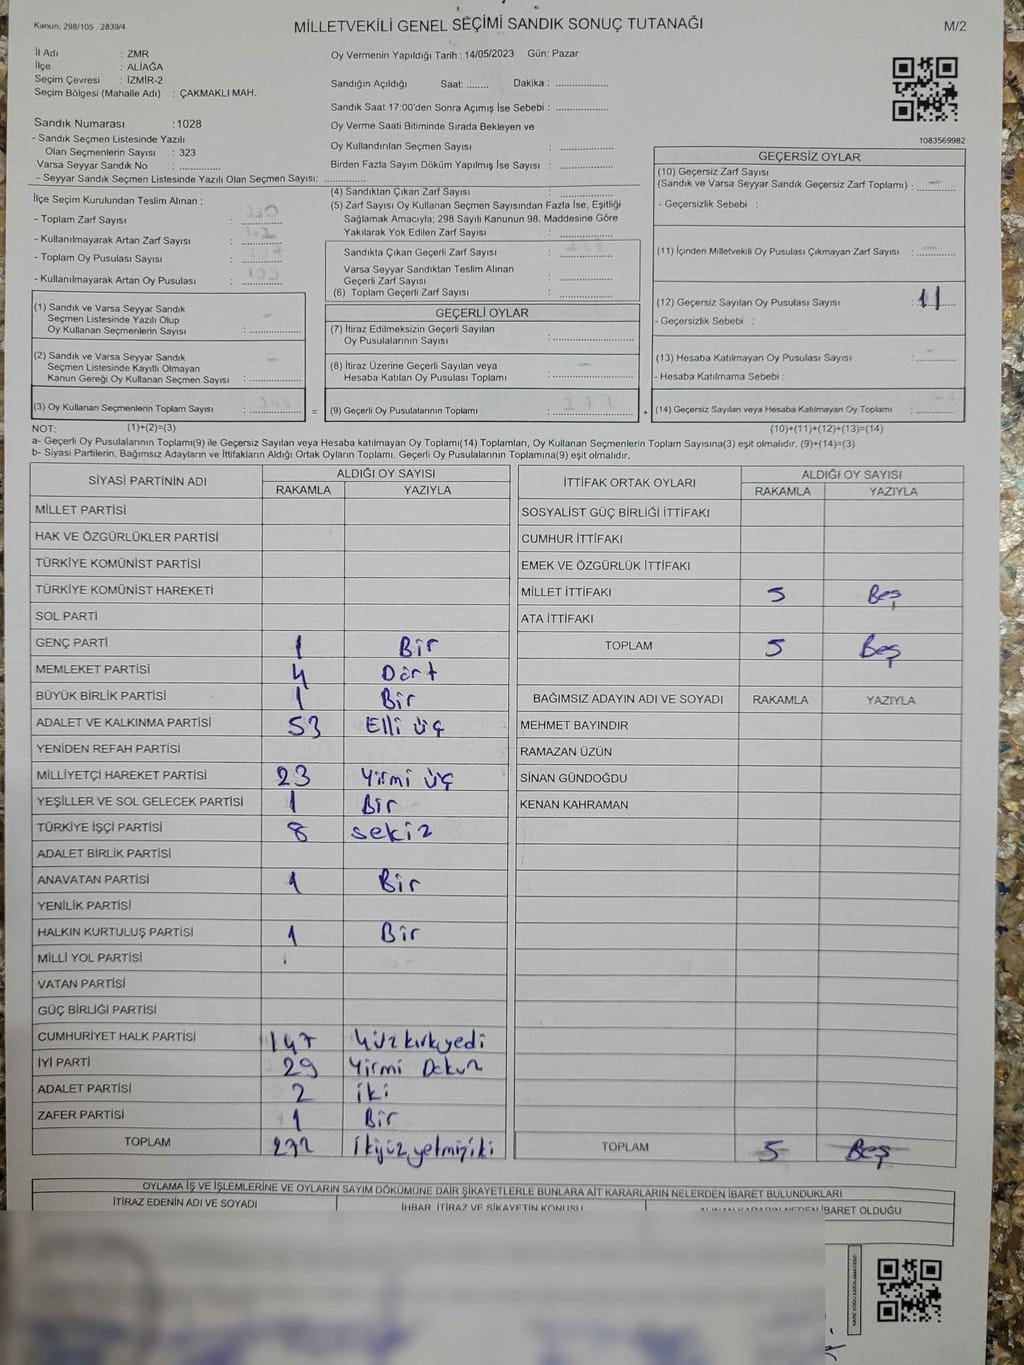 Kanun; 298/105 , 2839/4
MİLLETVEKİLİ GENEL SEÇİMİ SANDIK SONUÇ TUTANAĞI
M/2
İl Adı : ZMR
İlçe : ALİAĞA
Seçim Çevresi : İZMİR-2
Seçim Bölgesi (Mahalle Adı) : ÇAKMAKLI MAH.
Sandık Numarası :1028
- Sandık Seçmen Listesinde Yazılı
Olan Seçmenlerin Sayısı : 323
Varsa Seyyar Sandık No : ............
- Seyyar Sandık Seçmen Listesinde Yazılı Olan Seçmen Sayısı: ............
İlçe Seçim Kurulundan Teslim Alınan ;
- Toplam Zarf Sayısı :
- Kullanılmayarak Artan Zarf Sayısı :
- Toplam Oy Pusulası Sayısı :
- Kullanılmayarak Artan Oy Pusulası :
(1) Sandık ve Varsa Seyyar Sandık
Seçmen Listesinde Yazılı Olup
Oy Kullanan Seçmenlerin Sayısı :
(2) Sandık ve Varsa Seyyar Sandık
Seçmen Listesinde Kayıtlı Olmayan
Kanun Gereği Oy Kullanan Seçmen Sayısı :
(3) Oy Kullanan Seçmenlerin Toplam Sayısı :
Oy Vermenin Yapıldığı Tarih : 14/05/2023 Gün: Pazar
Sandığın Açıldığı Saat: ........ Dakika : ..................
Sandık Saat 17:00'den Sonra Açımış İse Sebebi : ..................
Oy Verme Saati Bitiminde Sırada Bekleyen ve
Oy Kullandırılan Seçmen Sayısı : ..................
Birden Fazla Sayım Döküm Yapılmış İse Sayısı : ..................
(4) Sandıktan Çıkan Zarf Sayısı : ..................
(5) Zarf Sayısı Oy Kullanan Seçmen Sayısından Fazla İse, Eşitliği
Sağlamak Amacıyla; 298 Sayılı Kanunun 98. Maddesine Göre
Yakılarak Yok Edilen Zarf Sayısı : ..................
Sandıkta Çıkan Geçerli Zarf Sayısı :
Varsa Seyyar Sandıktan Teslim Alınan
Geçerli Zarf Sayısı : ..................
(6) Toplam Geçerli Zarf Sayısı : ..................
GEÇERLİ OYLAR
(7) İtiraz Edilmeksizin Geçerli Sayılan
Oy Pusulalarının Sayısı : ..................
(8) İtiraz Üzerine Geçerli Sayılan veya
Hesaba Katılan Oy Pusulası Toplamı : ..................
= (9) Geçerli Oy Pusulalarının Toplamı :
1083569982
GEÇERSİZ OYLAR
(10) Geçersiz Zarf Sayısı
(Sandık ve Varsa Seyyar Sandık Geçersiz Zarf Toplamı) :
- Geçersizlik Sebebi :
(11) İçinden Milletvekili Oy Pusulası Çıkmayan Zarf Sayısı :
(12) Geçersiz Sayılan Oy Pusulası Sayısı : 11
- Geçersizlik Sebebi :
(13) Hesaba Katılmayan Oy Pusulası Sayısı :
- Hesaba Katılmama Sebebi :
+ (14) Geçersiz Sayılan veya Hesaba Katılmayan Oy Toplamı :
NOT: (1)+(2)=(3) (10)+(11)+(12)+(13)=(14)
a- Geçerli Oy Pusulalarının Toplamı(9) ile Geçersiz Sayılan veya Hesaba katılmayan Oy Toplamı(14) Toplamları, Oy Kullanan Seçmenlerin Toplam Sayısına(3) eşit olmalıdır. (9)+(14)=(3)
b- Siyasi Partilerin, Bağımsız Adayların ve İttifakların Aldığı Ortak Oyların Toplamı, Geçerli Oy Pusulalarının Toplamına(9) eşit olmalıdır.
SİYASİ PARTİNİN ADI ALDIĞI OY SAYISI
RAKAMLA YAZIYLA
MİLLET PARTİSİ
HAK VE ÖZGÜRLÜKLER PARTİSİ
TÜRKİYE KOMÜNİST PARTİSİ
TÜRKİYE KOMÜNİST HAREKETİ
SOL PARTİ
GENÇ PARTİ 1 Bir
MEMLEKET PARTİSİ 4 Dört
BÜYÜK BİRLİK PARTİSİ 1 Bir
ADALET VE KALKINMA PARTİSİ 53 Elli üç
YENİDEN REFAH PARTİSİ
MİLLİYETÇİ HAREKET PARTİSİ 23 Yirmi üç
YEŞİLLER VE SOL GELECEK PARTİSİ 1 Bir
TÜRKİYE İŞÇİ PARTİSİ 8 sekiz
ADALET BİRLİK PARTİSİ
ANAVATAN PARTİSİ 1 Bir
YENİLİK PARTİSİ
HALKIN KURTULUŞ PARTİSİ 1 Bir
MİLLİ YOL PARTİSİ
VATAN PARTİSİ
GÜÇ BİRLİĞİ PARTİSİ
CUMHURİYET HALK PARTİSİ 147 Yüz kırkyedi
İYİ PARTİ 29 Yirmi Dokuz
ADALET PARTİSİ 2 iki
ZAFER PARTİSİ 1 Bir
TOPLAM 272 İkiyüz yetmişiki
İTTİFAK ORTAK OYLARI ALDIĞI OY SAYISI
RAKAMLA YAZIYLA
SOSYALİST GÜÇ BİRLİĞİ İTTİFAKI
CUMHUR İTTİFAKI
EMEK VE ÖZGÜRLÜK İTTİFAKI
MİLLET İTTİFAKI 5 Beş
ATA İTTİFAKI
TOPLAM 5 Beş
BAĞIMSIZ ADAYIN ADI VE SOYADI RAKAMLA YAZIYLA
MEHMET BAYINDIR
RAMAZAN ÜZÜN
SİNAN GÜNDOĞDU
KENAN KAHRAMAN
TOPLAM 5 Beş
OYLAMA İŞ VE İŞLEMLERİNE VE OYLARIN SAYIM DÖKÜMÜNE DAİR ŞİKAYETLERLE BUNLARA AİT KARARLARIN NELERDEN İBARET BULUNDUKLARI
İTİRAZ EDENİN ADI VE SOYADI İHBAR, İTİRAZ VE ŞİKAYETİN KONUSU ALINAN KARARIN NEDEN İBARET OLDUĞU